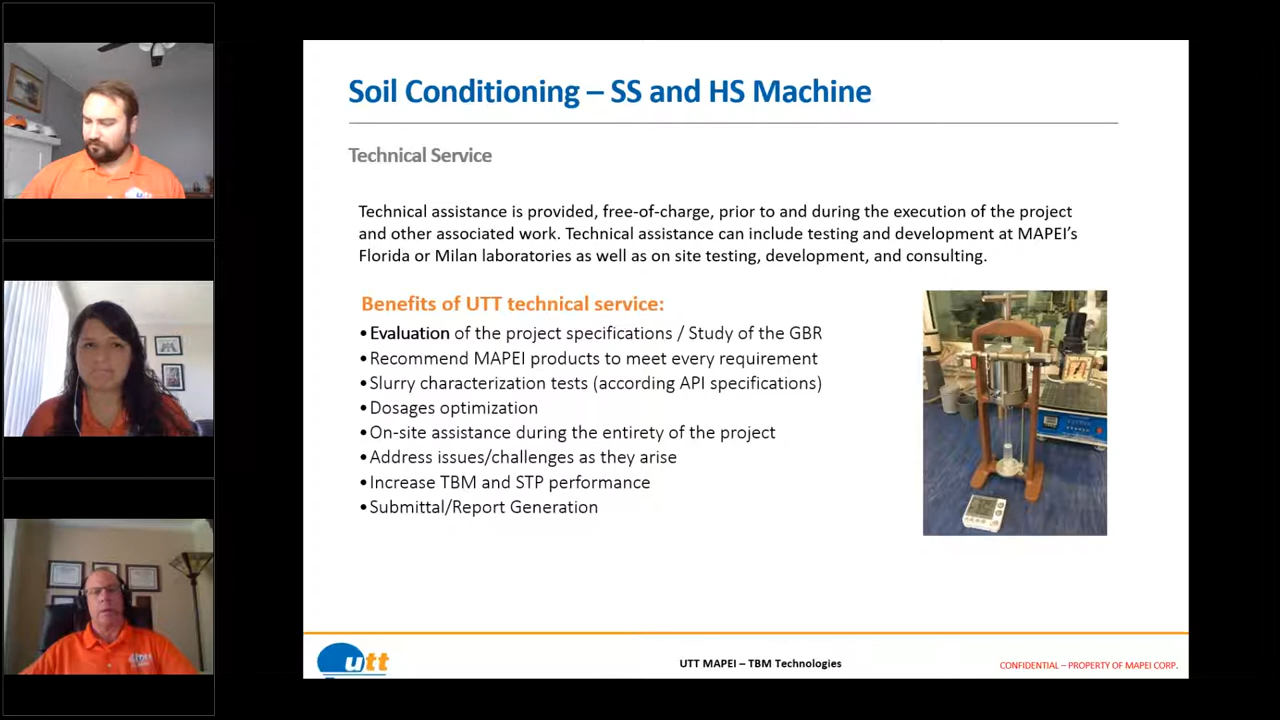 Soil Conditioning – SS and HS Machine
Technical Service
Technical assistance is provided, free-of-charge, prior to and during the execution of the project
and other associated work. Technical assistance can include testing and development at MAPEI's
Florida or Milan laboratories as well as on site testing, development, and consulting.
Benefits of UTT technical service:
•Evaluation of the project specifications / Study of the GBR
•Recommend MAPEI products to meet every requirement
•Slurry characterization tests (according API specifications)
•Dosages optimization
•On-site assistance during the entirety of the project
•Address issues/challenges as they arise
•Increase TBM and STP performance
•Submittal/Report Generation
utt
UTT MAPEI – TBM Technologies
CONFIDENTIAL – PROPERTY OF MAPEI CORP.